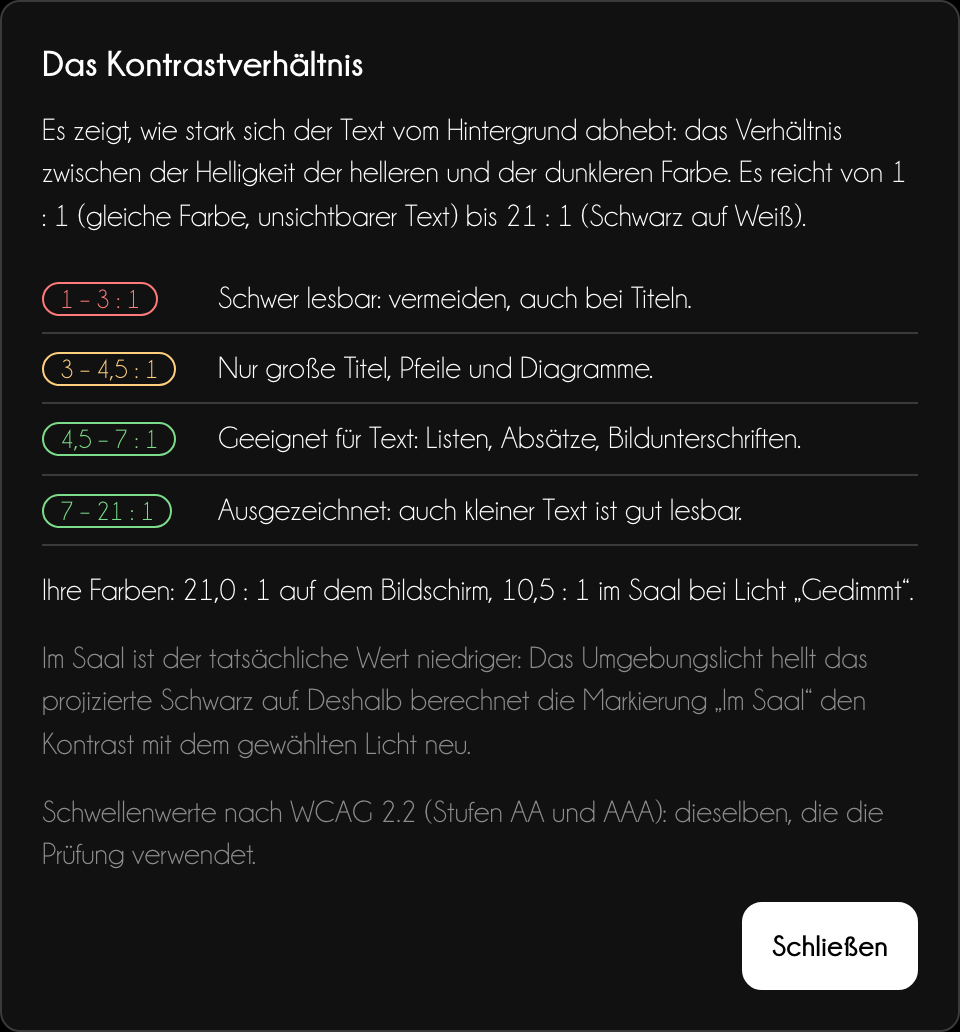 Das Kontrastverhältnis
Es zeigt, wie stark sich der Text vom Hintergrund abhebt: das Verhältnis
zwischen der Helligkeit der helleren und der dunkleren Farbe. Es reicht von 1
: 1 (gleiche Farbe, unsichtbarer Text) bis 21 : 1 (Schwarz auf Weiß).
1 – 3 : 1 Schwer lesbar: vermeiden, auch bei Titeln.
3 – 4,5 : 1 Nur große Titel, Pfeile und Diagramme.
4,5 – 7 : 1 Geeignet für Text: Listen, Absätze, Bildunterschriften.
7 – 21 : 1 Ausgezeichnet: auch kleiner Text ist gut lesbar.
Ihre Farben: 21,0 : 1 auf dem Bildschirm, 10,5 : 1 im Saal bei Licht „Gedimmt“.
Im Saal ist der tatsächliche Wert niedriger: Das Umgebungslicht hellt das
projizierte Schwarz auf. Deshalb berechnet die Markierung „Im Saal“ den
Kontrast mit dem gewählten Licht neu.
Schwellenwerte nach WCAG 2.2 (Stufen AA und AAA): dieselben, die die
Prüfung verwendet.
Schließen